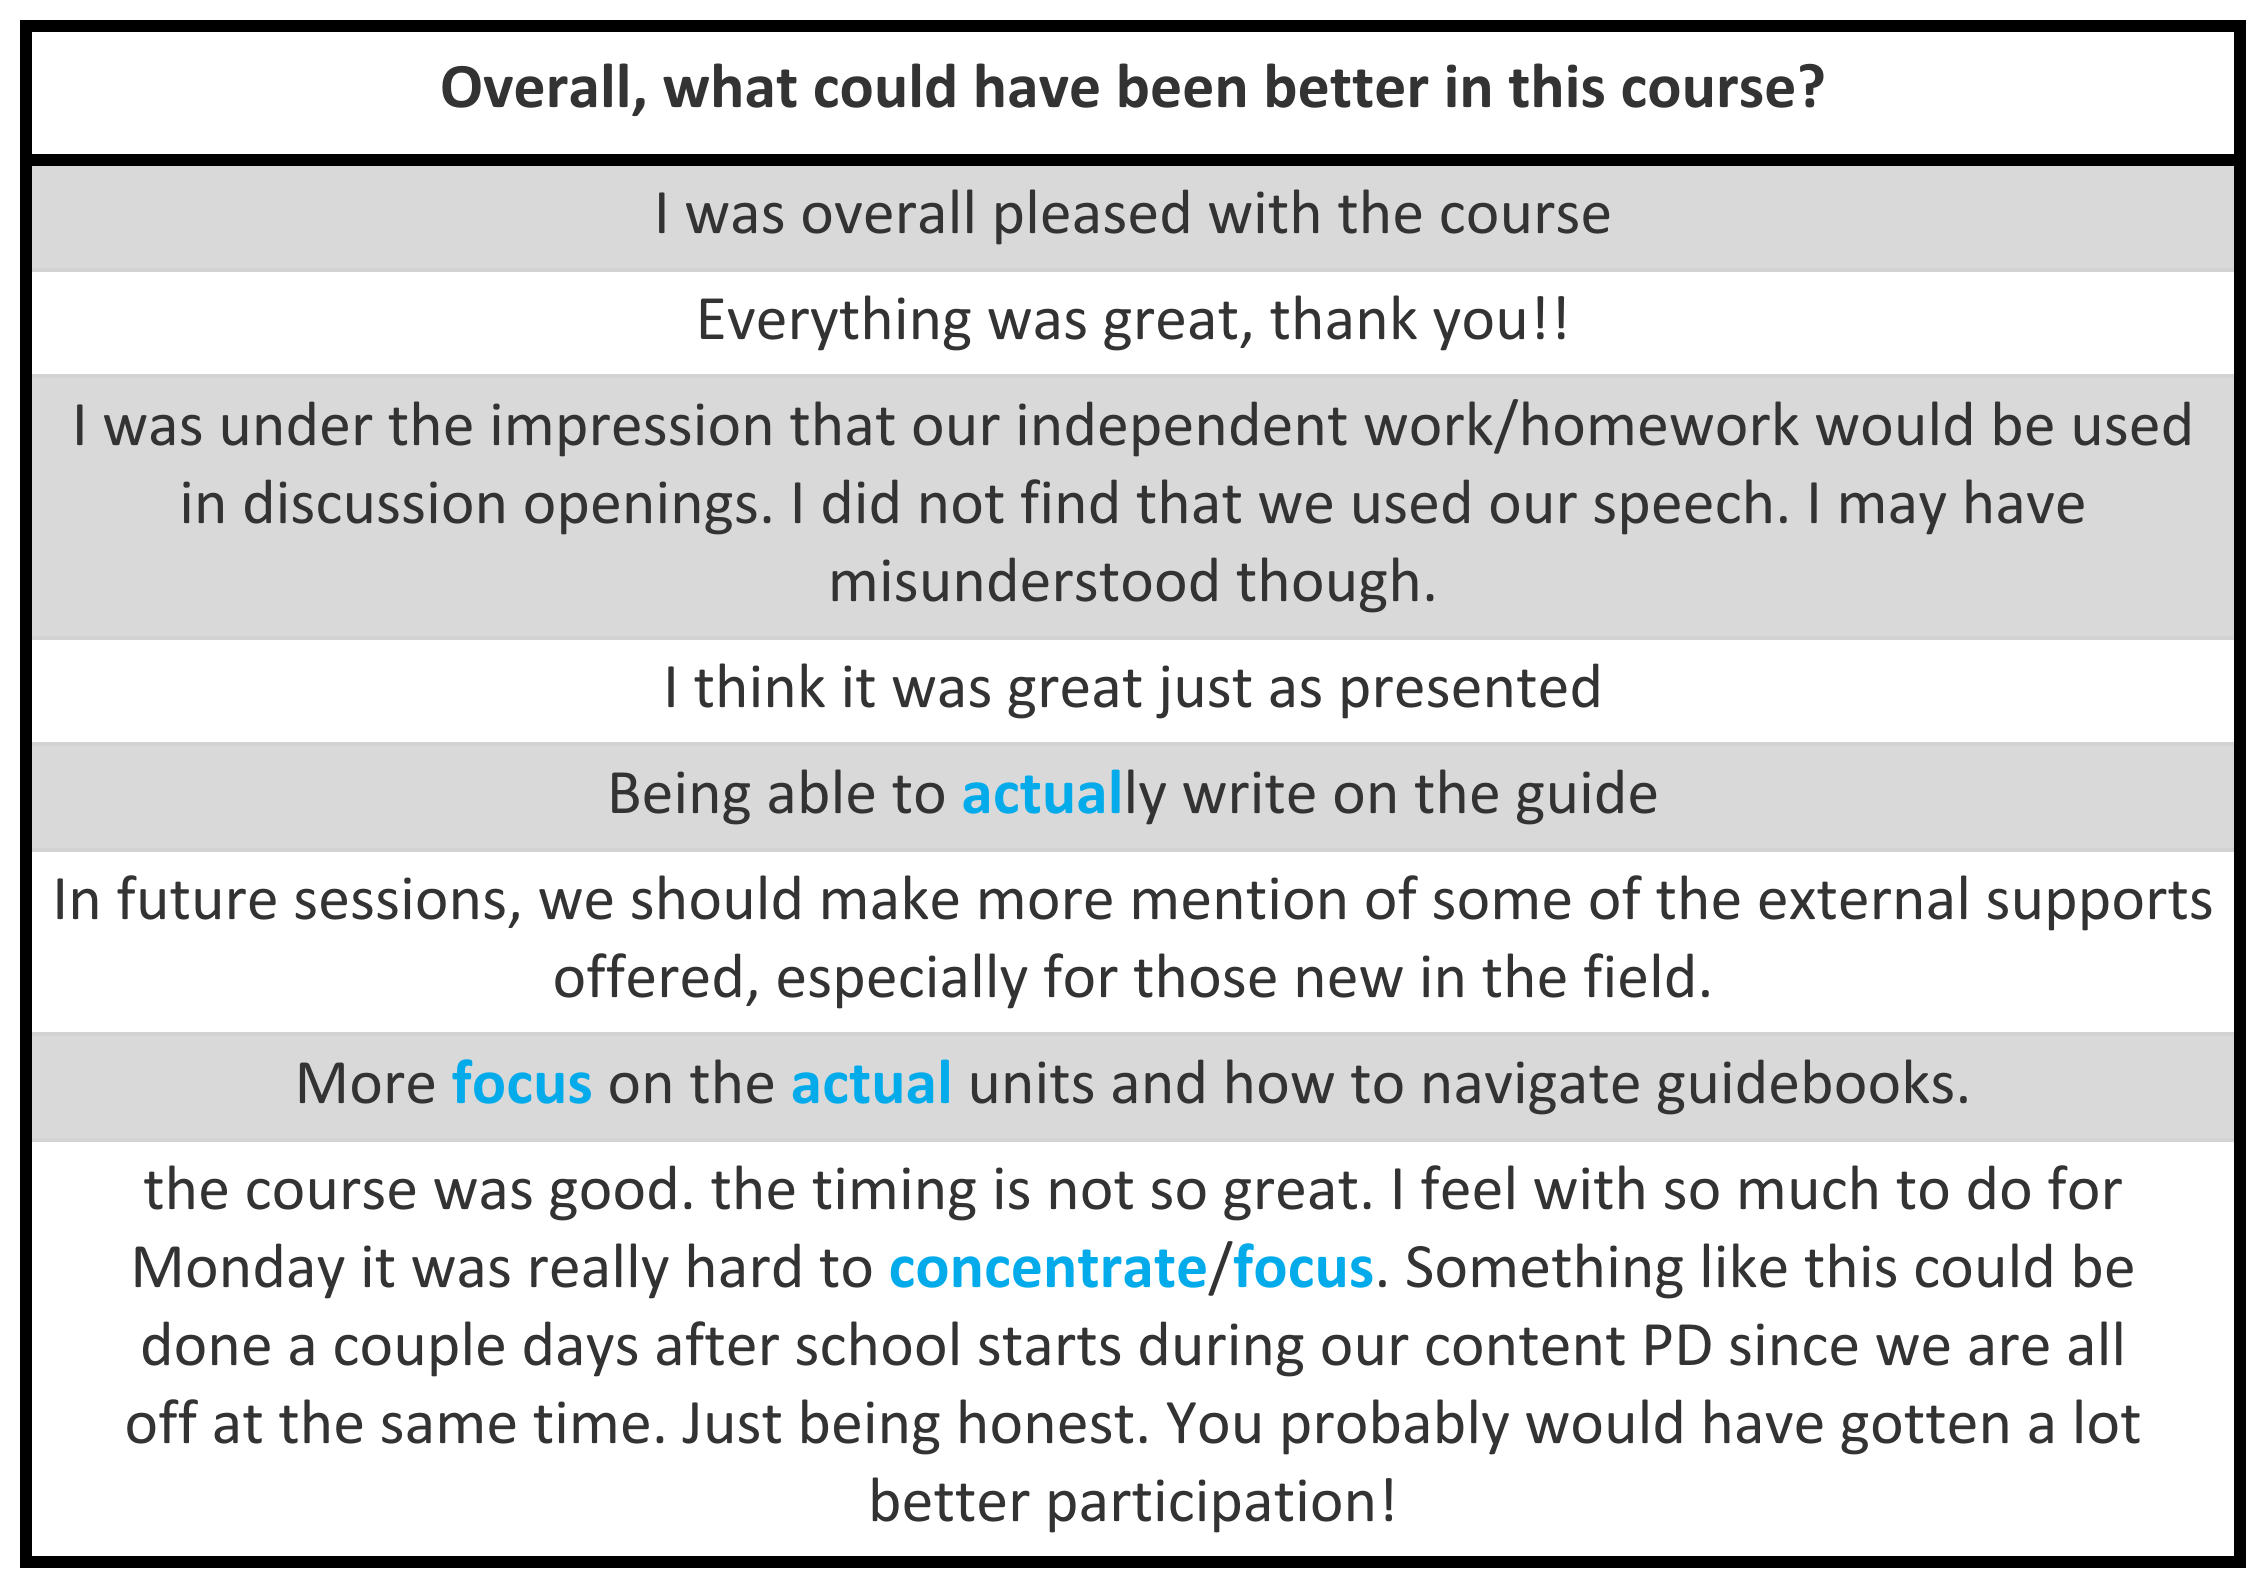 Overall, what could have been better in this course?
I was overall pleased with the course
Everything was great, thank you!!
I was under the impression that our independent work/homework would be used
in discussion openings. I did not find that we used our speech. I may have
misunderstood though.
I think it was great just as presented
Being able to actually write on the guide
In future sessions, we should make more mention of some of the external supports
offered, especially for those new in the field.
More focus on the actual units and how to navigate guidebooks.
the course was good. the timing is not so great. I feel with so much to do for
Monday it was really hard to concentrate/focus. Something like this could be
done a couple days after school starts during our content PD since we are all
off at the same time. Just being honest. You probably would have gotten a lot
better participation!